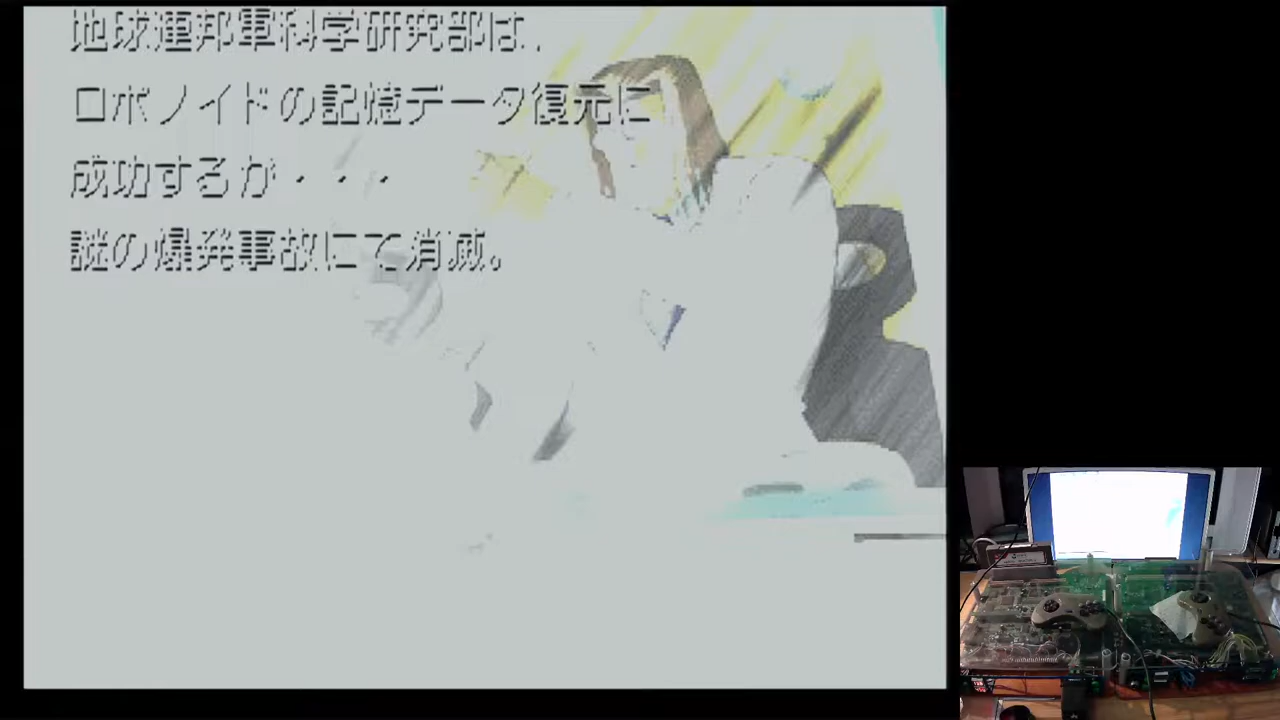 地球連邦軍科学研究部は、
ロボノイドの記憶データ復元に
成功するが・・・
謎の爆発事故にて消滅。